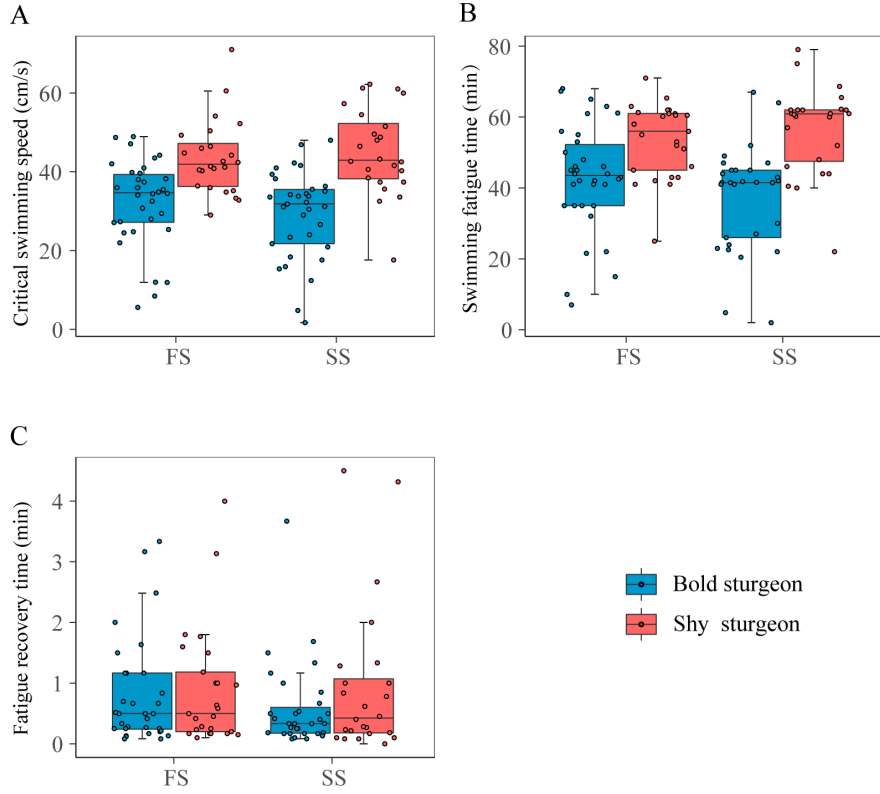 A
Critical swimming speed (cm/s)
60
40
20
0
FS SS
B
Swimming fatigue time (min)
80
60
40
20
0
FS SS
C
Fatigue recovery time (min)
4
3
2
1
0
FS SS
Bold sturgeon
Shy sturgeon